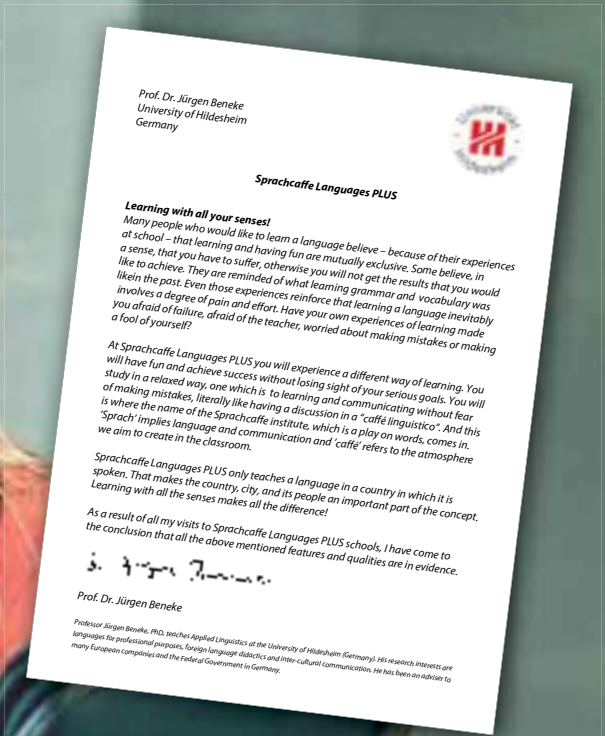 Prof. Dr. Jürgen Beneke
University of Hildesheim
Germany
Universität
Hildesheim
Sprachcaffe Languages PLUS
Learning with all your senses!
Many people who would like to learn a language believe – because of their experiences
at school – that learning and having fun are mutually exclusive. Some believe, in
a sense, that you have to suffer, otherwise you will not get the results that you would
like to achieve. They are reminded of what learning grammar and vocabulary was
likein the past. Even those experiences reinforce that learning a language inevitably
involves a degree of pain and effort. Have your own experiences of learning made
you afraid of failure, afraid of the teacher, worried about making mistakes or making
a fool of yourself?
At Sprachcaffe Languages PLUS you will experience a different way of learning. You
will have fun and achieve success without losing sight of your serious goals. You will
study in a relaxed way, one which is to learning and communicating without fear
of making mistakes, literally like having a discussion in a "caffé linguistico". And this
is where the name of the Sprachcaffe institute, which is a play on words, comes in.
'Sprach' implies language and communication and 'caffé' refers to the atmosphere
we aim to create in the classroom.
Sprachcaffe Languages PLUS only teaches a language in a country in which it is
spoken. That makes the country, city, and its people an important part of the concept.
Learning with all the senses makes all the difference!
As a result of all my visits to Sprachcaffe Languages PLUS schools, I have come to
the conclusion that all the above mentioned features and qualities are in evidence.
Prof. Dr. Jürgen Beneke
Professor Jürgen Beneke, PhD, teaches Applied Linguistics at the University of Hildesheim (Germany). His research interests are
languages for professional purposes, foreign language didactics and inter-cultural communication. He has been an adviser to
many European companies and the Federal Government in Germany.